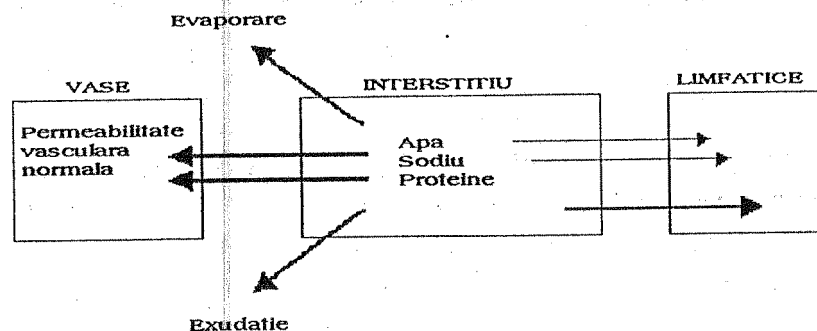 Evaporare
VASE
INTERSTITIU
LIMFATICE
Permeabilitate
vasculara
normala
Apa
Sodiu
Proteine
Exudatie